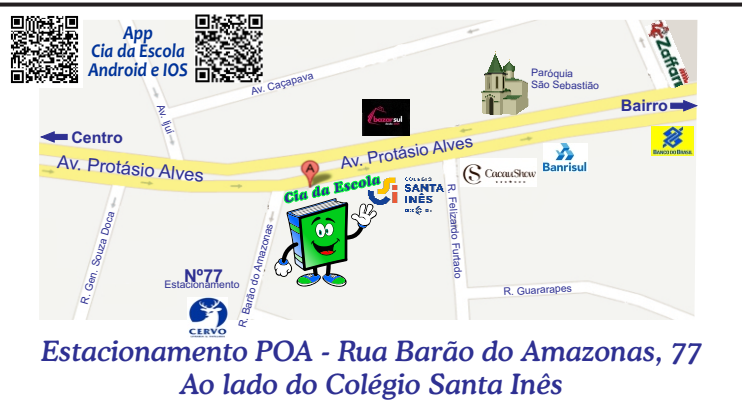 App
Cia da Escola
Android e IOS
Zaffari
Av. Caçapava
Av. Ijuí
Paróquia
São Sebastião
bazarsul
Bairro
Centro
BANCO DO BRASIL
Av. Protásio Alves
Av. Protásio Alves
Banrisul
CacauShow
A
Cia da Escola
COLÉGIO
SANTA
INÊS
R. Gen. Souza Doca
R. Barão do Amazonas
R. Felizardo Furtado
Nº77
Estacionamento
R. Guararapes
CERVO
Estacionamento POA - Rua Barão do Amazonas, 77
Ao lado do Colégio Santa Inês